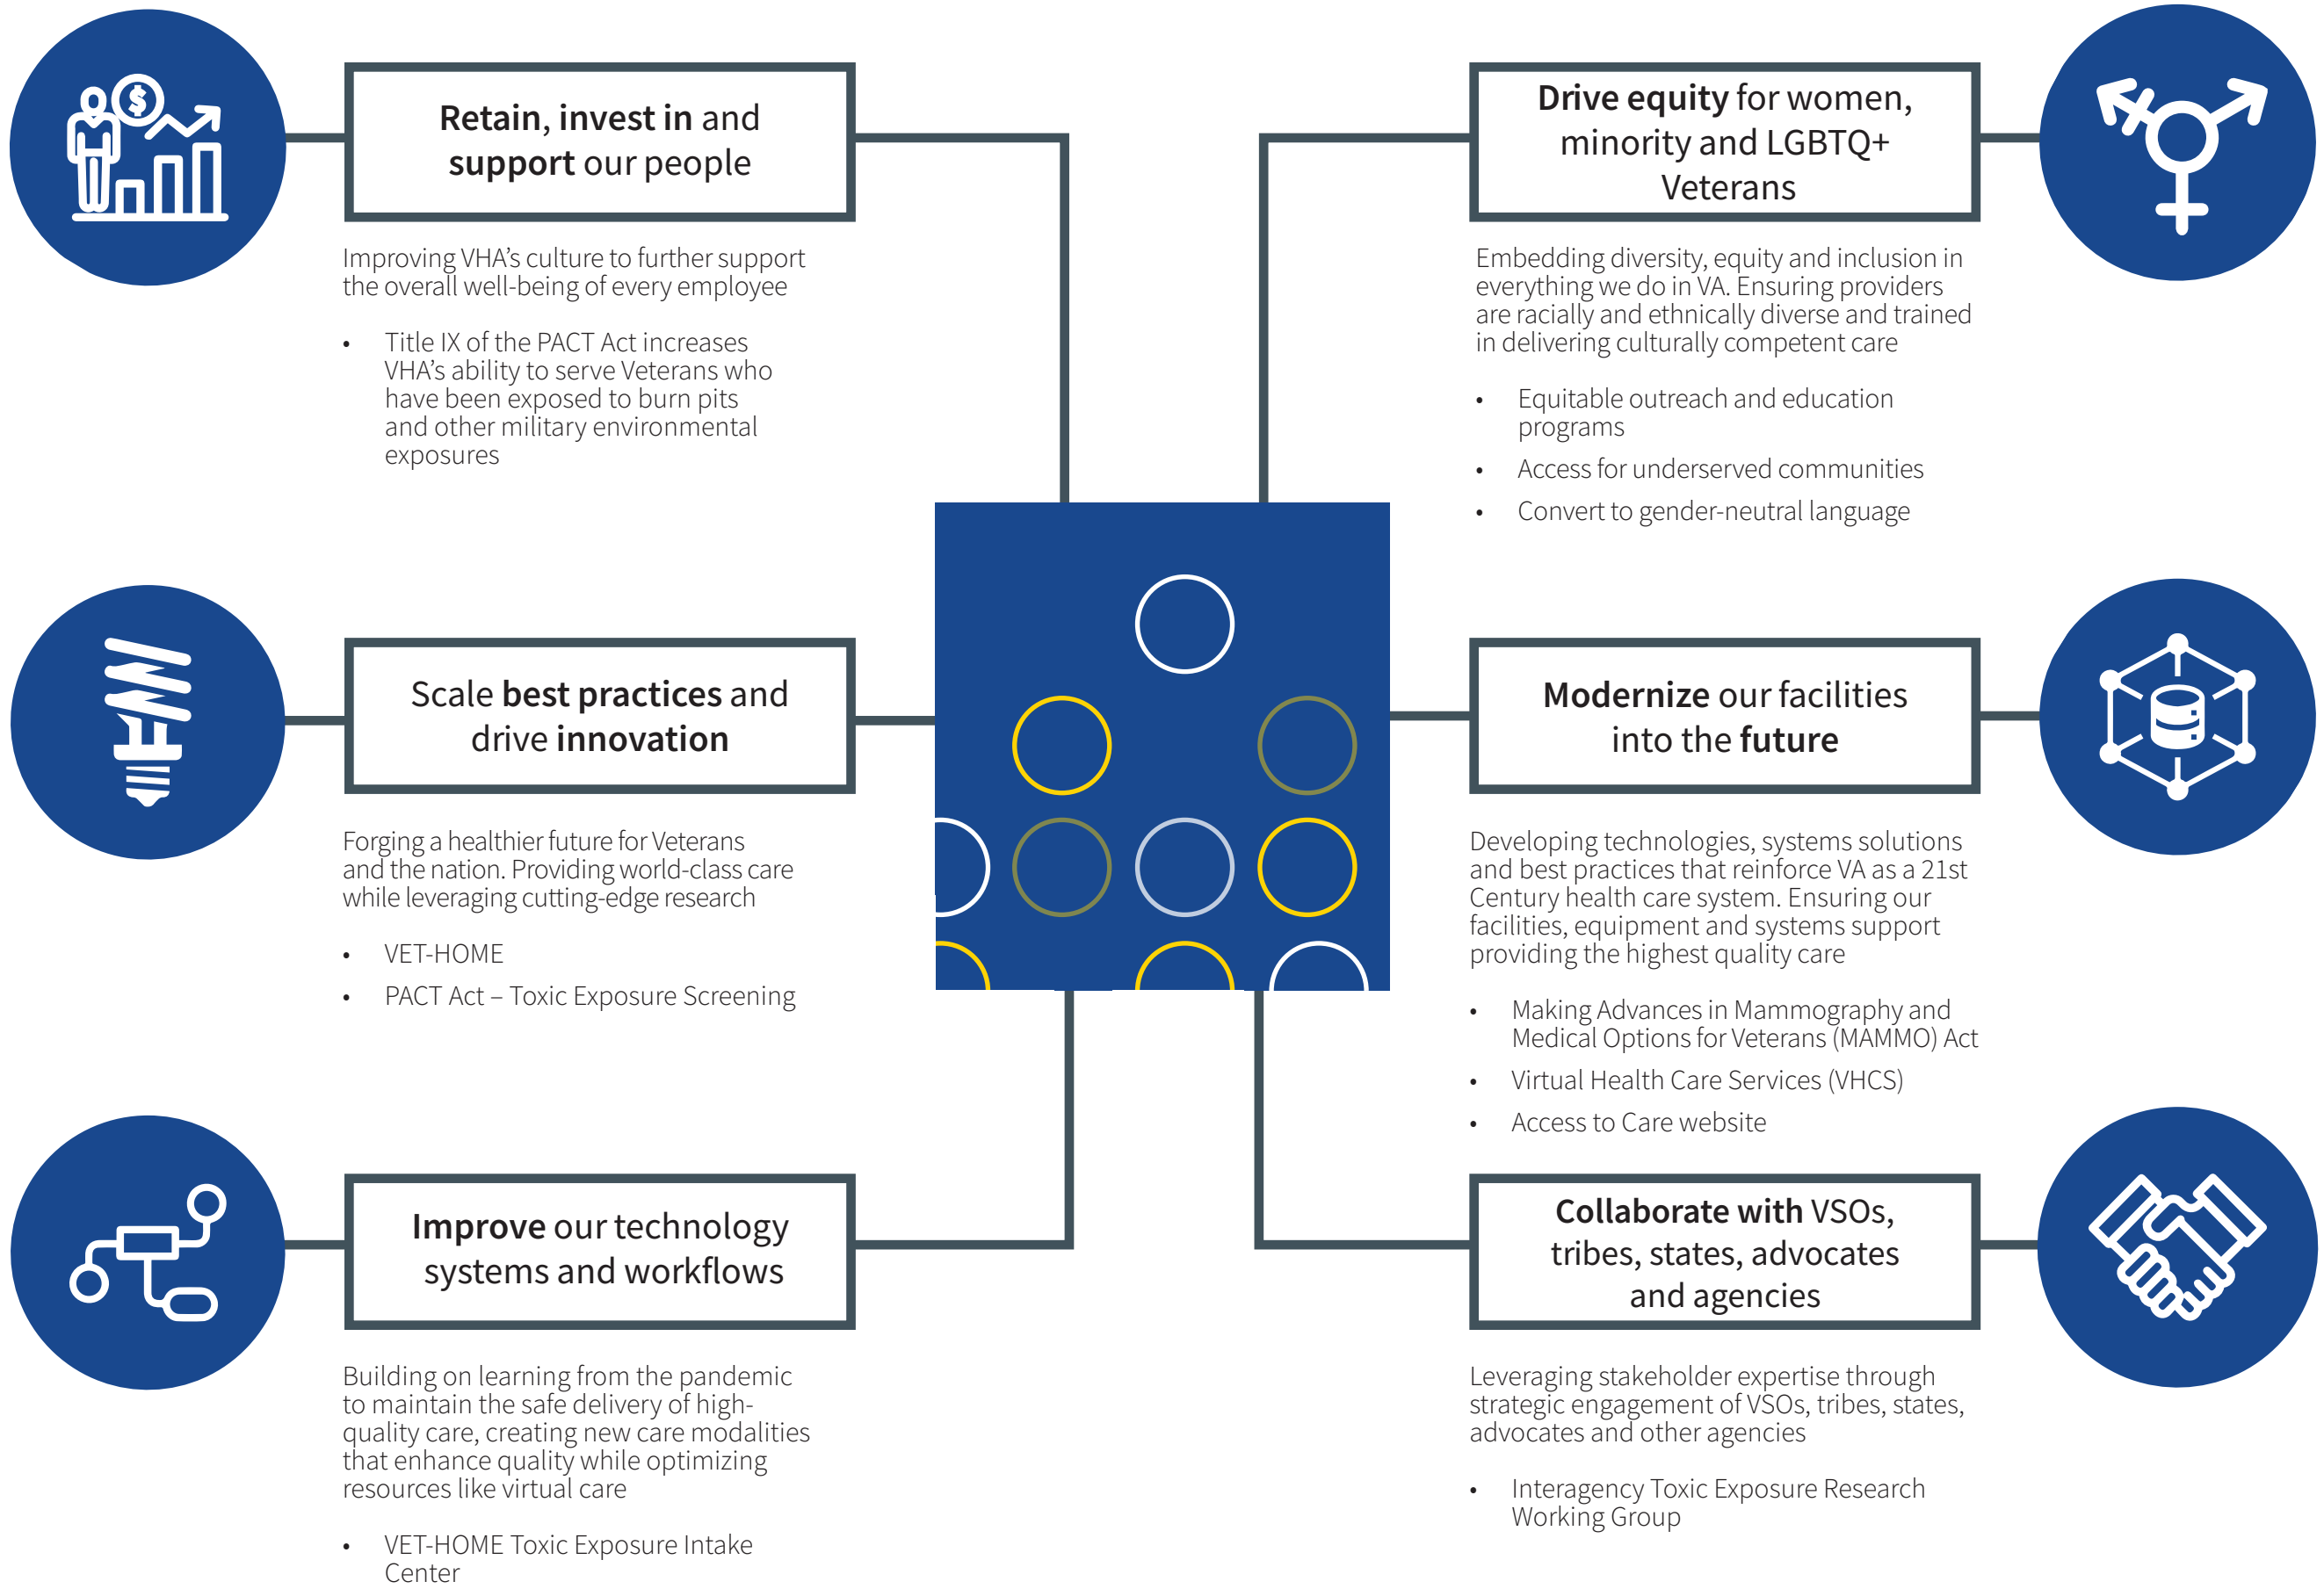 Retain, invest in and
support our people
Improving VHA’s culture to further support
the overall well-being of every employee
• Title IX of the PACT Act increases
VHA’s ability to serve Veterans who
have been exposed to burn pits
and other military environmental
exposures
Scale best practices and
drive innovation
Forging a healthier future for Veterans
and the nation. Providing world-class care
while leveraging cutting-edge research
• VET-HOME
• PACT Act – Toxic Exposure Screening
Improve our technology
systems and workflows
Building on learning from the pandemic
to maintain the safe delivery of high-
quality care, creating new care modalities
that enhance quality while optimizing
resources like virtual care
• VET-HOME Toxic Exposure Intake
Center
Drive equity for women,
minority and LGBTQ+
Veterans
Embedding diversity, equity and inclusion in
everything we do in VA. Ensuring providers
are racially and ethnically diverse and trained
in delivering culturally competent care
• Equitable outreach and education
programs
• Access for underserved communities
• Convert to gender-neutral language
Modernize our facilities
into the future
Developing technologies, systems solutions
and best practices that reinforce VA as a 21st
Century health care system. Ensuring our
facilities, equipment and systems support
providing the highest quality care
• Making Advances in Mammography and
Medical Options for Veterans (MAMMO) Act
• Virtual Health Care Services (VHCS)
• Access to Care website
Collaborate with VSOs,
tribes, states, advocates
and agencies
Leveraging stakeholder expertise through
strategic engagement of VSOs, tribes, states,
advocates and other agencies
• Interagency Toxic Exposure Research
Working Group